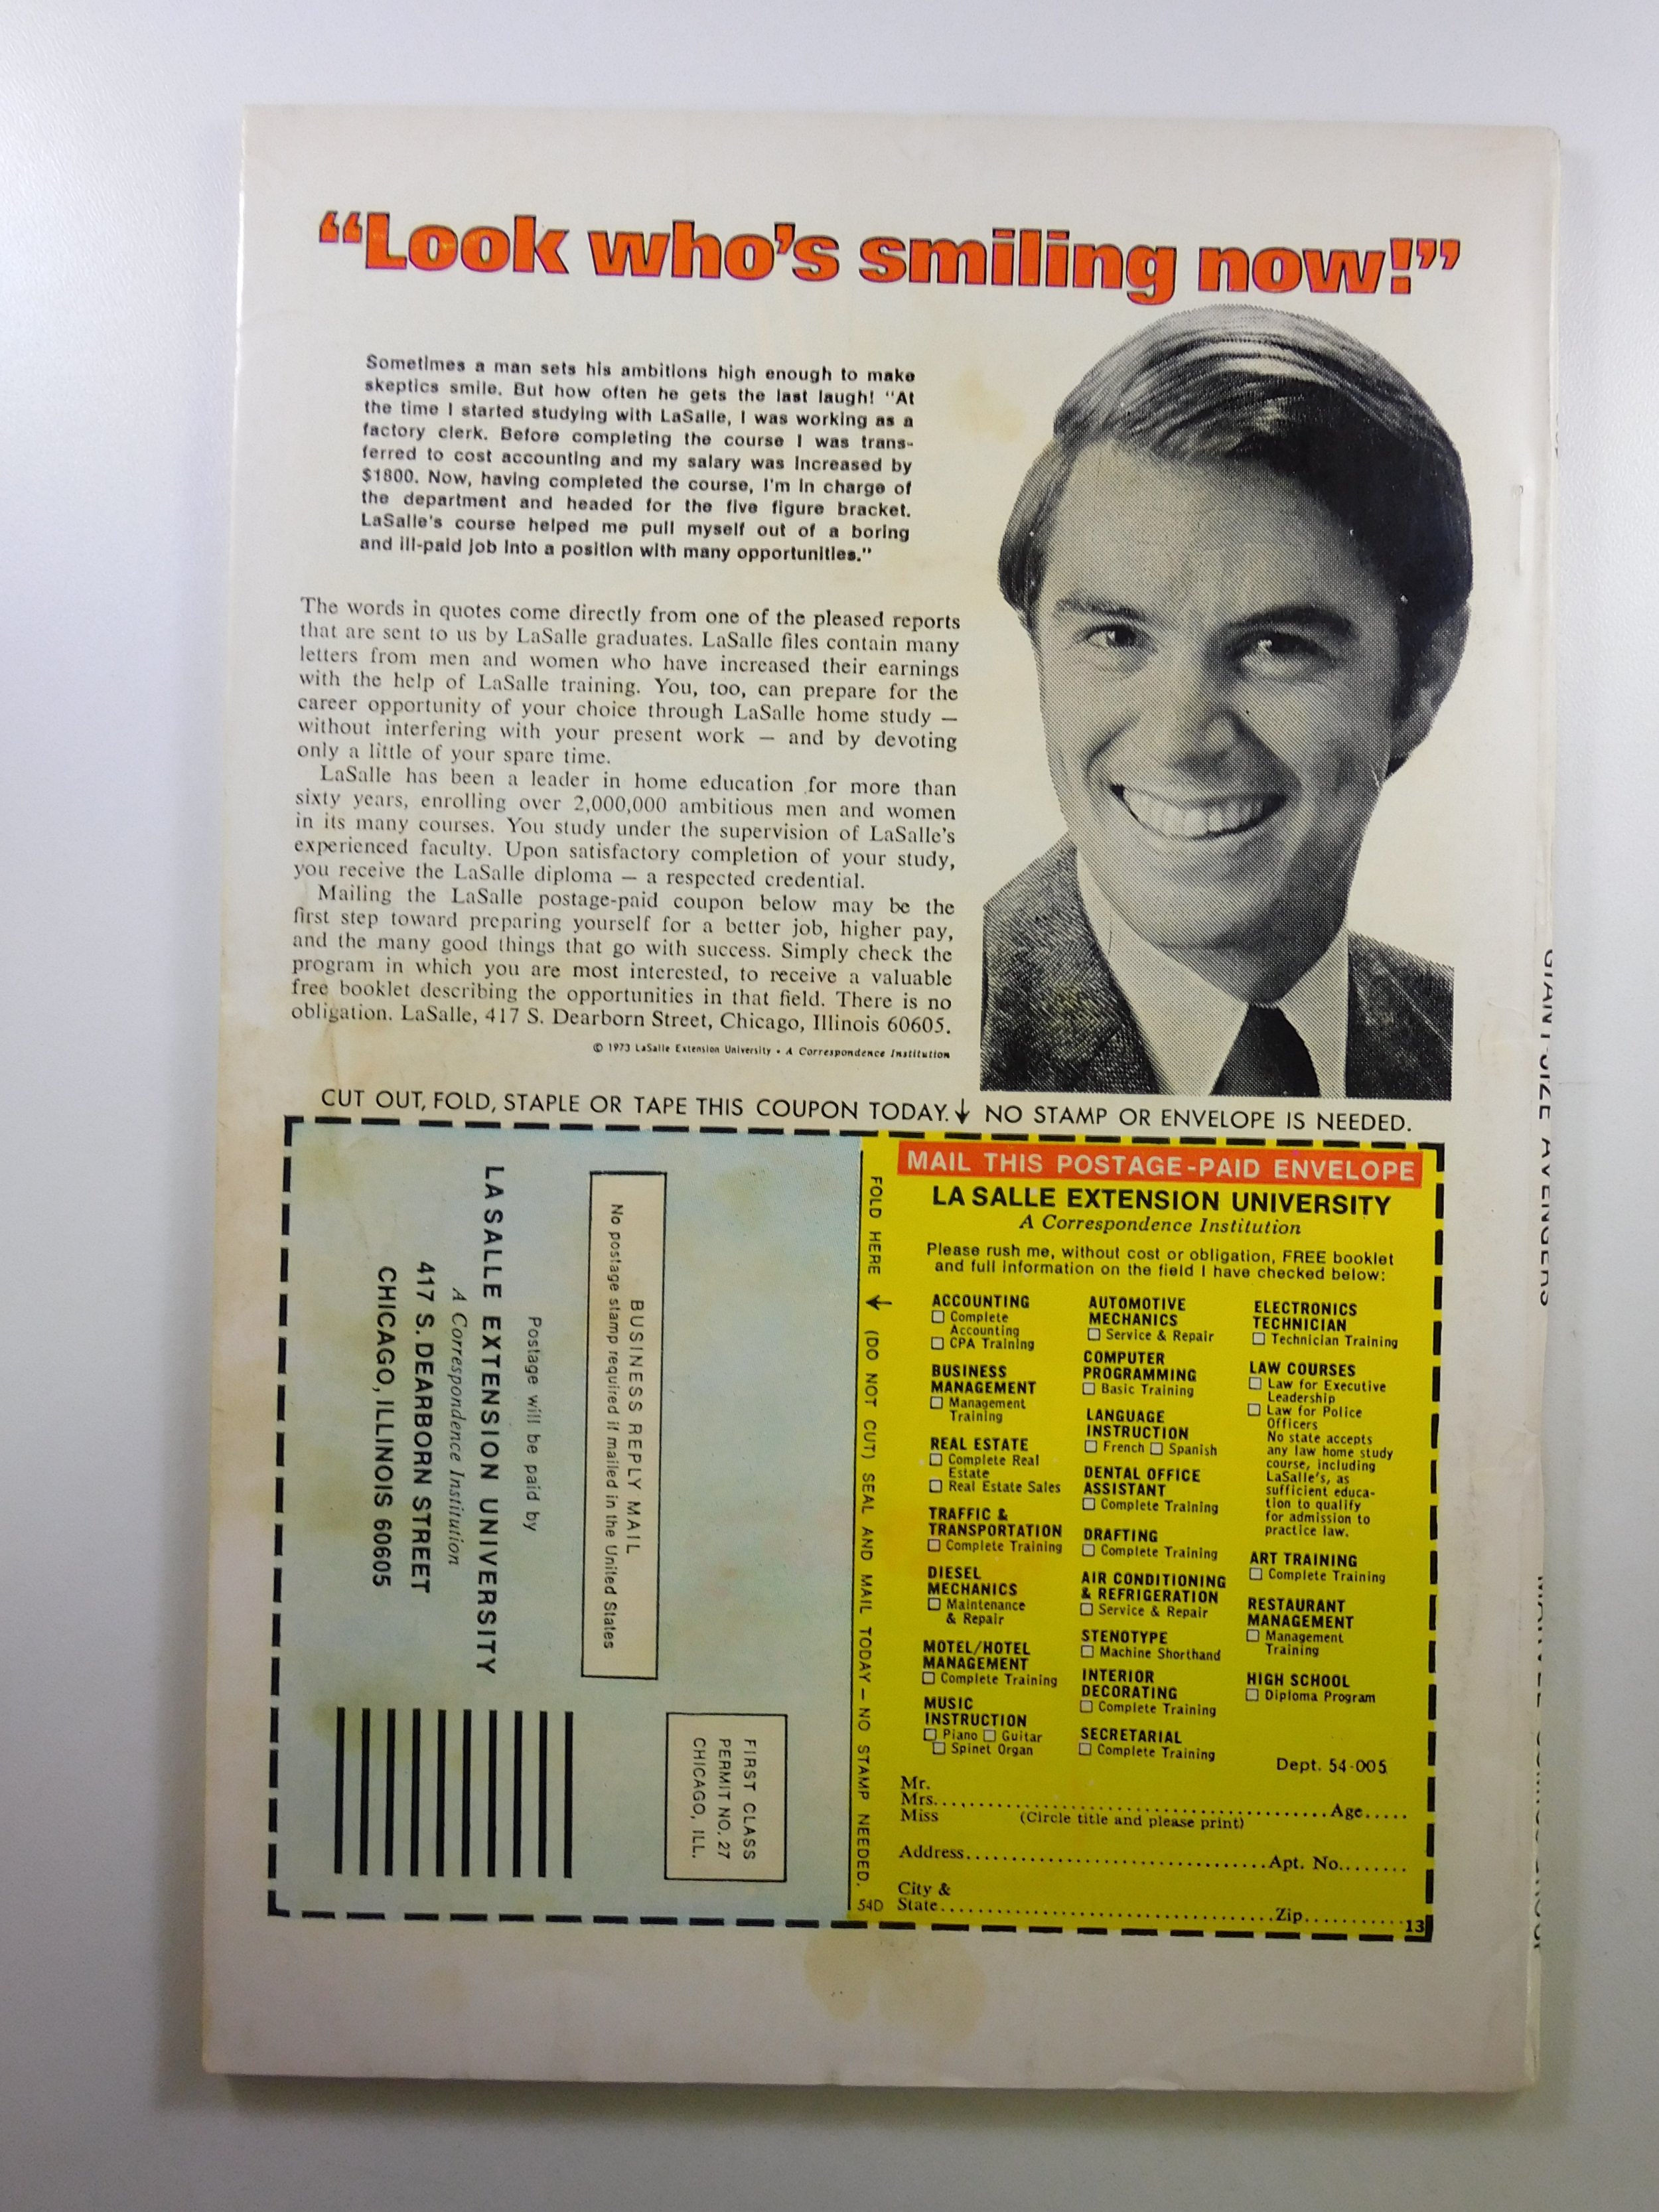 “Look who’s smiling now!”
Sometimes a man sets his ambitions high enough to make
skeptics smile. But how often he gets the last laugh! “At
the time I started studying with LaSalle, I was working as a
factory clerk. Before completing the course I was trans-
ferred to cost accounting and my salary was increased by
$1800. Now, having completed the course, I'm in charge of
the department and headed for the five figure bracket.
LaSalle's course helped me pull myself out of a boring
and ill-paid job into a position with many opportunities.”
The words in quotes come directly from one of the pleased reports
that are sent to us by LaSalle graduates. LaSalle files contain many
letters from men and women who have increased their earnings
with the help of LaSalle training. You, too, can prepare for the
career opportunity of your choice through LaSalle home study —
without interfering with your present work — and by devoting
only a little of your spare time.
LaSalle has been a leader in home education for more than
sixty years, enrolling over 2,000,000 ambitious men and women
in its many courses. You study under the supervision of LaSalle's
experienced faculty. Upon satisfactory completion of your study,
you receive the LaSalle diploma — a respected credential.
Mailing the LaSalle postage-paid coupon below may be the
first step toward preparing yourself for a better job, higher pay,
and the many good things that go with success. Simply check the
program in which you are most interested, to receive a valuable
free booklet describing the opportunities in that field. There is no
obligation. LaSalle, 417 S. Dearborn Street, Chicago, Illinois 60605.
© 1973 LaSalle Extension University • A Correspondence Institution
CUT OUT, FOLD, STAPLE OR TAPE THIS COUPON TODAY.↓ NO STAMP OR ENVELOPE IS NEEDED.
FIRST CLASS
PERMIT NO. 27
CHICAGO, ILL.
BUSINESS REPLY MAIL
No postage stamp required if mailed in the United States
Postage will be paid by
LA SALLE EXTENSION UNIVERSITY
A Correspondence Institution
417 S. DEARBORN STREET
CHICAGO, ILLINOIS 60605
FOLD HERE ↓ (DO NOT CUT) SEAL AND MAIL TODAY — NO STAMP NEEDED.
54D
MAIL THIS POSTAGE-PAID ENVELOPE
LA SALLE EXTENSION UNIVERSITY
A Correspondence Institution
Please rush me, without cost or obligation, FREE booklet
and full information on the field I have checked below:
ACCOUNTING
☐ Complete
Accounting
☐ CPA Training
BUSINESS
MANAGEMENT
☐ Management
Training
REAL ESTATE
☐ Complete Real
Estate
☐ Real Estate Sales
TRAFFIC &
TRANSPORTATION
☐ Complete Training
DIESEL
MECHANICS
☐ Maintenance
& Repair
MOTEL/HOTEL
MANAGEMENT
☐ Complete Training
MUSIC
INSTRUCTION
☐ Piano ☐ Guitar
☐ Spinet Organ
AUTOMOTIVE
MECHANICS
☐ Service & Repair
COMPUTER
PROGRAMMING
☐ Basic Training
LANGUAGE
INSTRUCTION
☐ French ☐ Spanish
DENTAL OFFICE
ASSISTANT
☐ Complete Training
DRAFTING
☐ Complete Training
AIR CONDITIONING
& REFRIGERATION
☐ Service & Repair
STENOTYPE
☐ Machine Shorthand
INTERIOR
DECORATING
☐ Complete Training
SECRETARIAL
☐ Complete Training
ELECTRONICS
TECHNICIAN
☐ Technician Training
LAW COURSES
☐ Law for Executive
Leadership
☐ Law for Police
Officers
No state accepts
any law home study
course, including
LaSalle's, as
sufficient educa-
tion to qualify
for admission to
practice law.
ART TRAINING
☐ Complete Training
RESTAURANT
MANAGEMENT
☐ Management
Training
HIGH SCHOOL
☐ Diploma Program
Dept. 54-005
Mr.
Mrs. Age
Miss (Circle title and please print)
Address Apt. No.
City &
State Zip
13
GIANT-SIZE AVENGERS